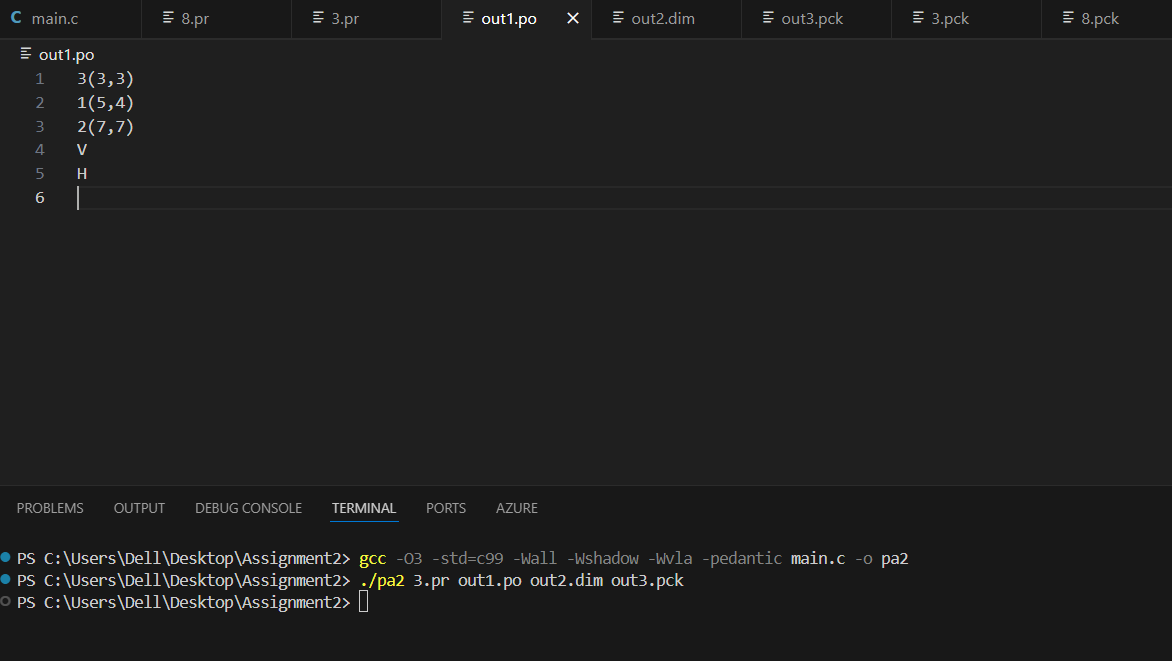 C main.c 8.pr 3.pr out1.po out2.dim out3.pck 3.pck 8.pck
out1.po
1 3(3,3)
2 1(5,4)
3 2(7,7)
4 V
5 H
6
PROBLEMS OUTPUT DEBUG CONSOLE TERMINAL PORTS AZURE
PS C:\Users\Dell\Desktop\Assignment2> gcc -O3 -std=c99 -Wall -Wshadow -Wvla -pedantic main.c -o pa2
PS C:\Users\Dell\Desktop\Assignment2> ./pa2 3.pr out1.po out2.dim out3.pck
PS C:\Users\Dell\Desktop\Assignment2>